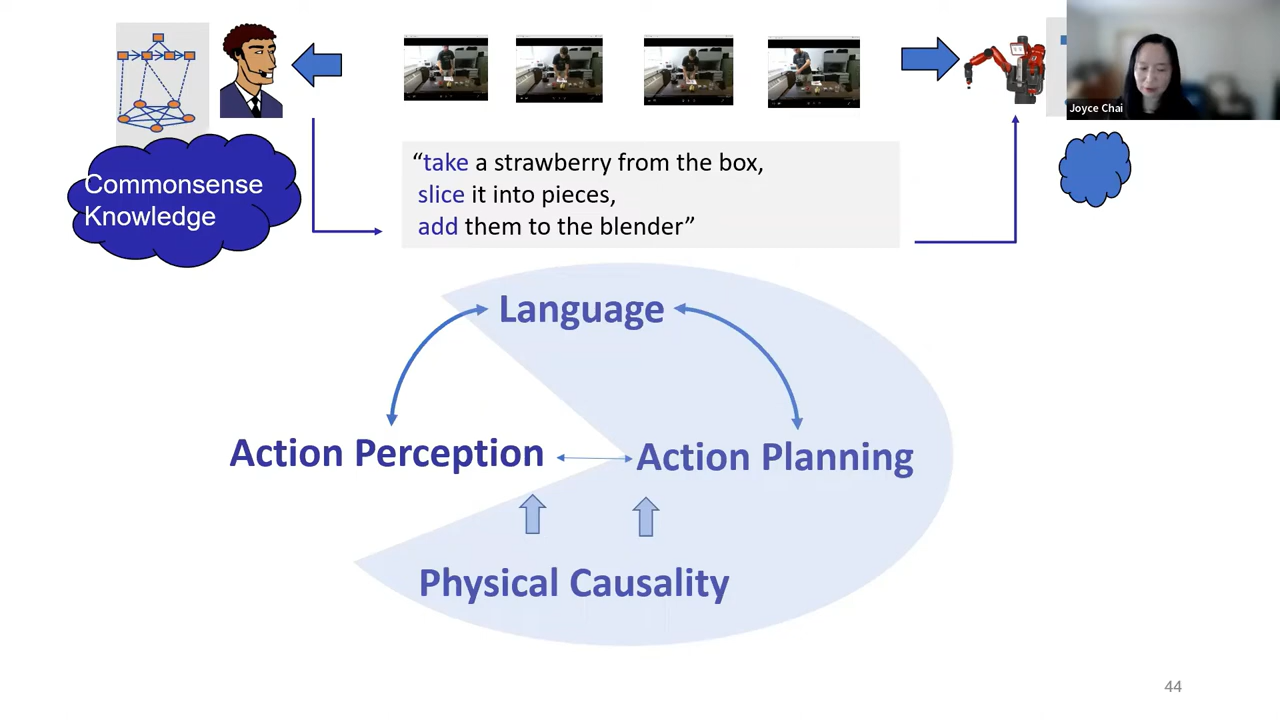 Joyce Chai
Commonsense
Knowledge
“take a strawberry from the box,
slice it into pieces,
add them to the blender”
Language
Action Perception
Action Planning
Physical Causality
44